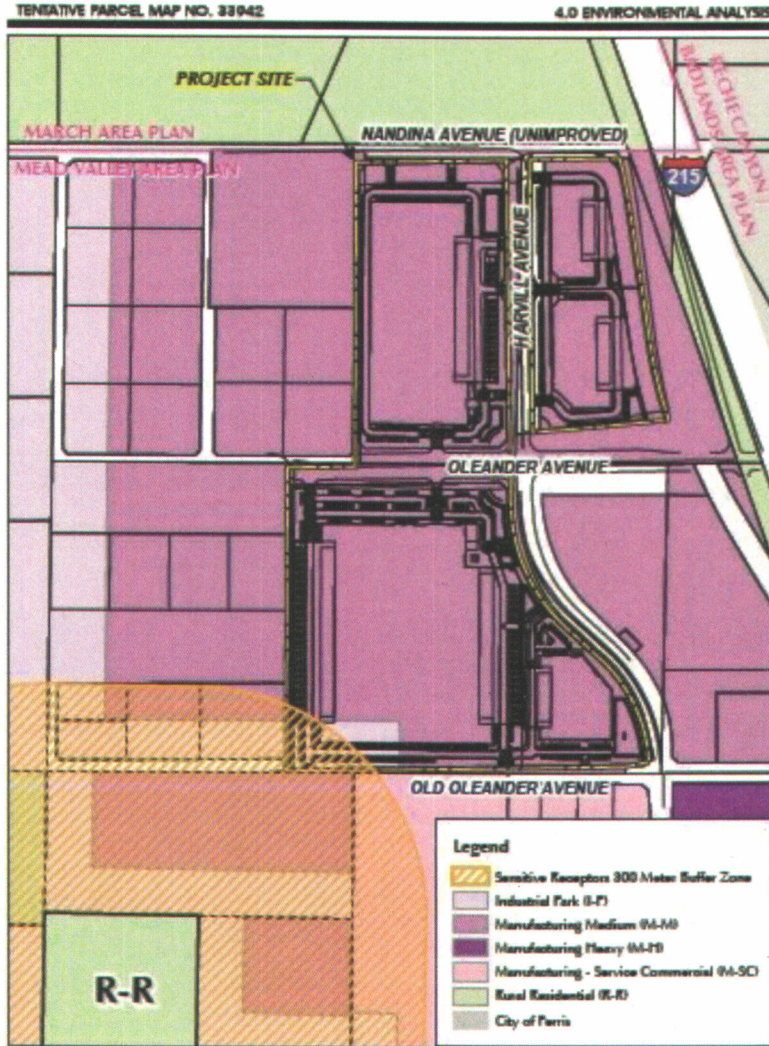 TENTATIVE PARCEL MAP NO. 33942
4.0 ENVIRONMENTAL ANALYSIS
PROJECT SITE
RECHE CANYON /
BADLANDS AREA PLAN
MARCH AREA PLAN
NANDINA AVENUE (UNIMPROVED)
MEAD VALLEY AREA PLAN
215
HARVILL AVENUE
OLEANDER AVENUE
OLD OLEANDER AVENUE
Legend
Sensitive Receptors 300 Meter Buffer Zone
Industrial Park (I-P)
Manufacturing Medium (M-M)
Manufacturing Heavy (M-H)
Manufacturing - Service Commercial (M-SC)
Rural Residential (R-R)
City of Perris
R-R